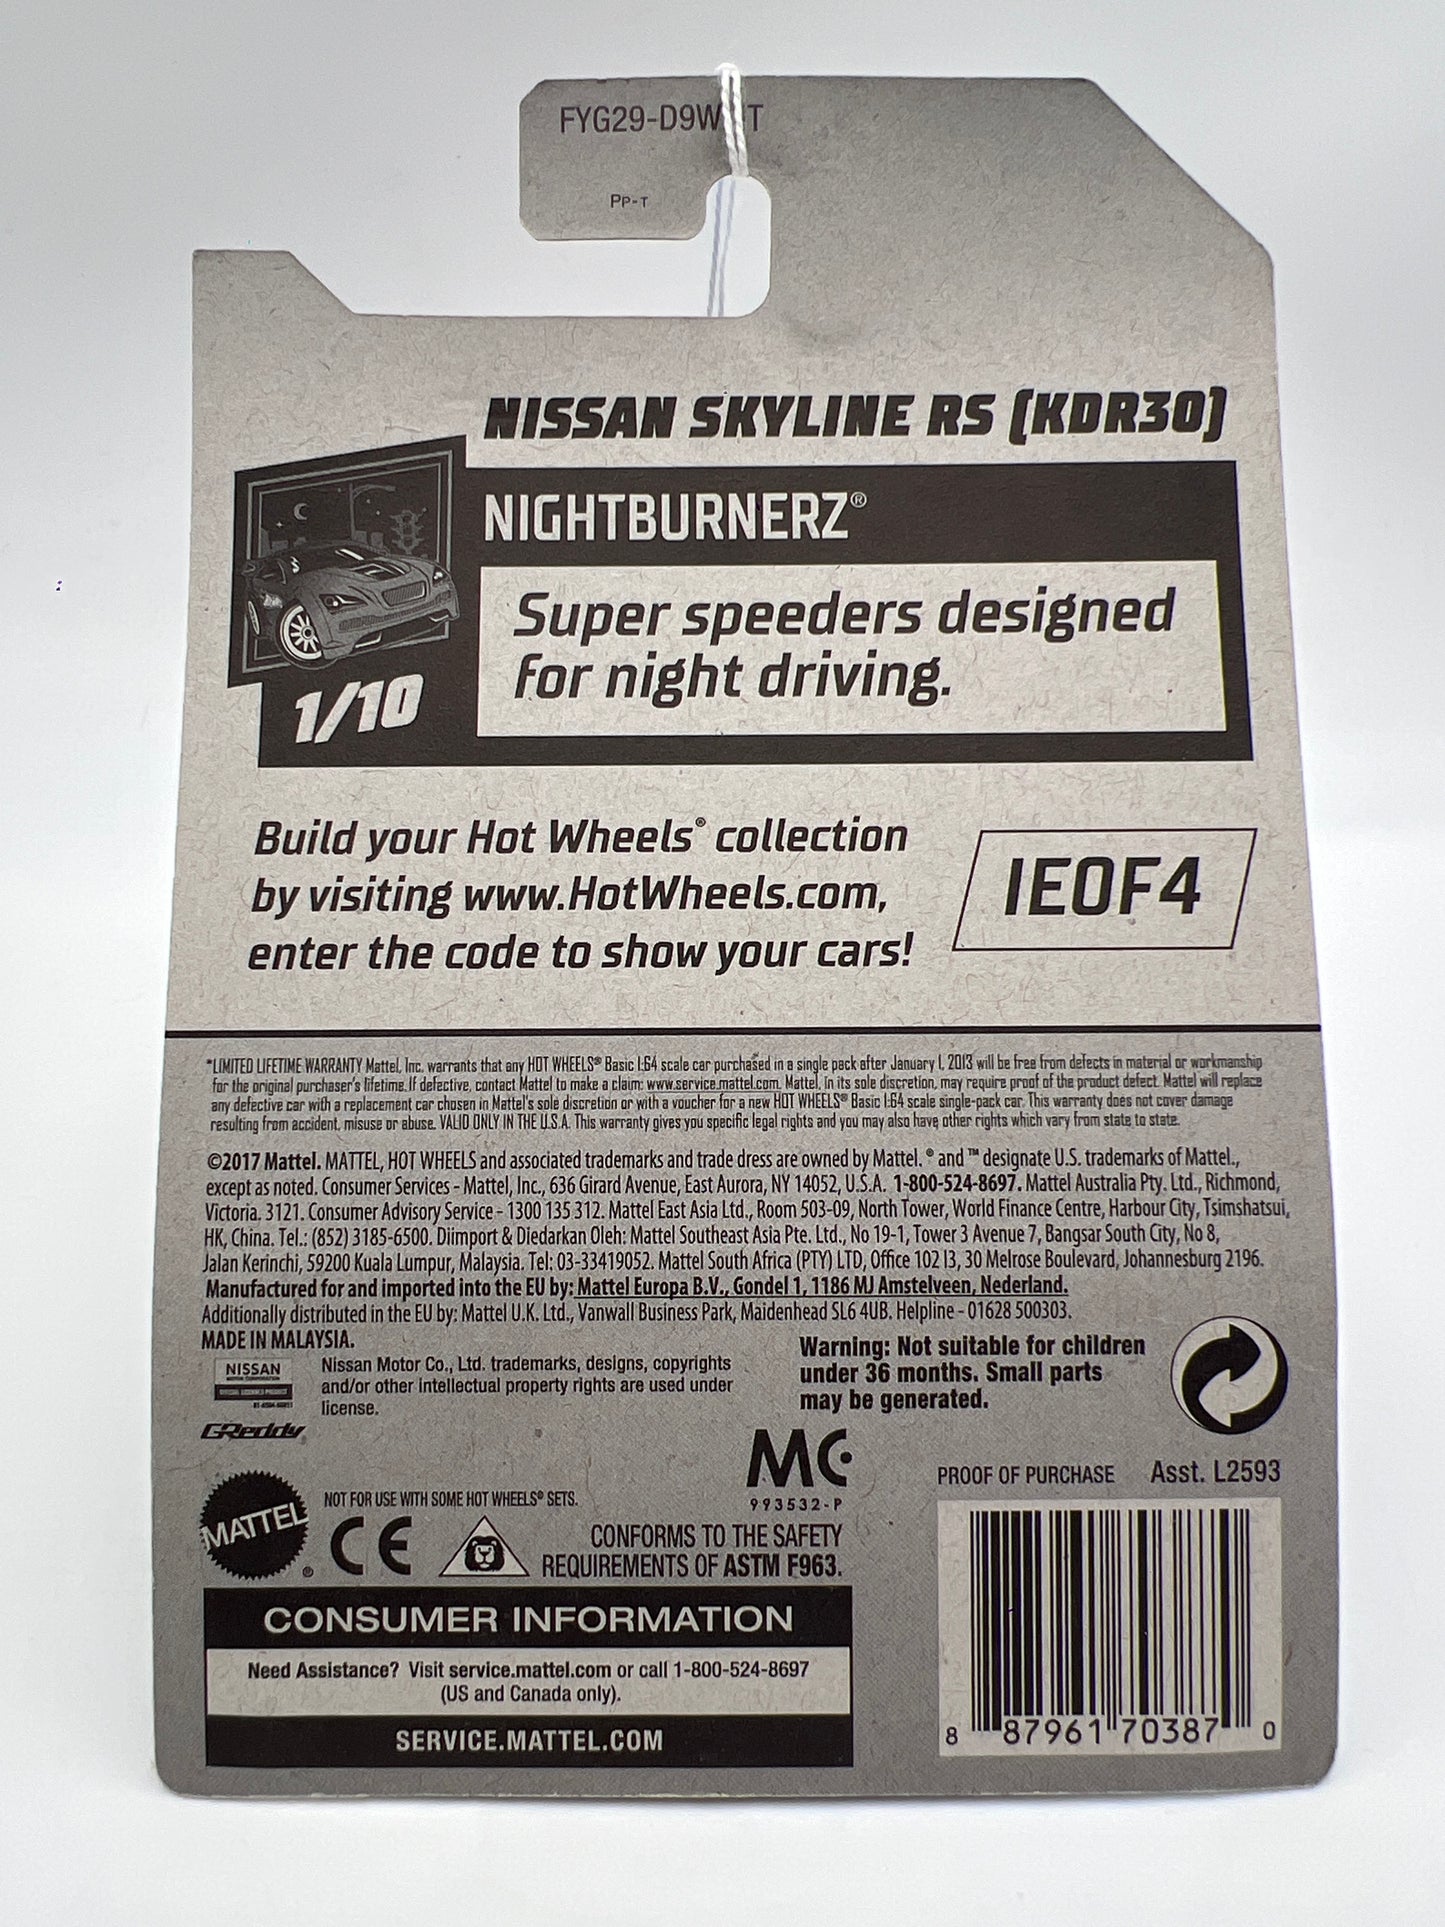 FYG29-D9W T
PP-T
NISSAN SKYLINE RS (KDR30)
NIGHTBURNERZ®
Super speeders designed
for night driving.
1/10
Build your Hot Wheels® collection
by visiting www.HotWheels.com,
enter the code to show your cars!
IEOF4
*LIMITED LIFETIME WARRANTY Mattel, Inc. warrants that any HOT WHEELS® Basic 1:64 scale car purchased in a single pack after January 1, 2013 will be free from defects in material or workmanship
for the original purchaser's lifetime. If defective, contact Mattel to make a claim: www.service.mattel.com. Mattel, in its sole discretion, may require proof of the product defect. Mattel will replace
any defective car with a replacement car chosen in Mattel's sole discretion or with a voucher for a new HOT WHEELS® Basic 1:64 scale single-pack car. This warranty does not cover damage
resulting from accident, misuse or abuse. VALID ONLY IN THE U.S.A. This warranty gives you specific legal rights and you may also have other rights which vary from state to state.
©2017 Mattel. MATTEL, HOT WHEELS and associated trademarks and trade dress are owned by Mattel. ® and ™ designate U.S. trademarks of Mattel.,
except as noted. Consumer Services - Mattel, Inc., 636 Girard Avenue, East Aurora, NY 14052, U.S.A. 1-800-524-8697. Mattel Australia Pty. Ltd., Richmond,
Victoria. 3121. Consumer Advisory Service - 1300 135 312. Mattel East Asia Ltd., Room 503-09, North Tower, World Finance Centre, Harbour City, Tsimshatsui,
HK, China. Tel.: (852) 3185-6500. Diimport & Diedarkan Oleh: Mattel Southeast Asia Pte. Ltd., No 19-1, Tower 3 Avenue 7, Bangsar South City, No 8,
Jalan Kerinchi, 59200 Kuala Lumpur, Malaysia. Tel: 03-33419052. Mattel South Africa (PTY) LTD, Office 102 I3, 30 Melrose Boulevard, Johannesburg 2196.
Manufactured for and imported into the EU by: Mattel Europa B.V., Gondel 1, 1186 MJ Amstelveen, Nederland.
Additionally distributed in the EU by: Mattel U.K. Ltd., Vanwall Business Park, Maidenhead SL6 4UB. Helpline - 01628 500303.
MADE IN MALAYSIA.
NISSAN
Nissan Motor Co., Ltd. trademarks, designs, copyrights
and/or other intellectual property rights are used under
license.
GReddy
Warning: Not suitable for children
under 36 months. Small parts
may be generated.
MC
993532-P
PROOF OF PURCHASE Asst. L2593
MATTEL®
NOT FOR USE WITH SOME HOT WHEELS® SETS.
CE
CONFORMS TO THE SAFETY
REQUIREMENTS OF ASTM F963.
CONSUMER INFORMATION
Need Assistance? Visit service.mattel.com or call 1-800-524-8697
(US and Canada only).
SERVICE.MATTEL.COM
8 87961 70387 0